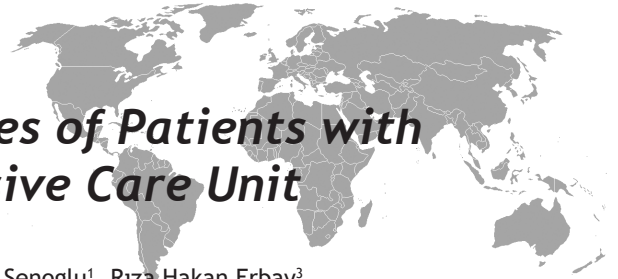 es of Patients with
ive Care Unit
Senoglu¹, Rıza Hakan Erbay³